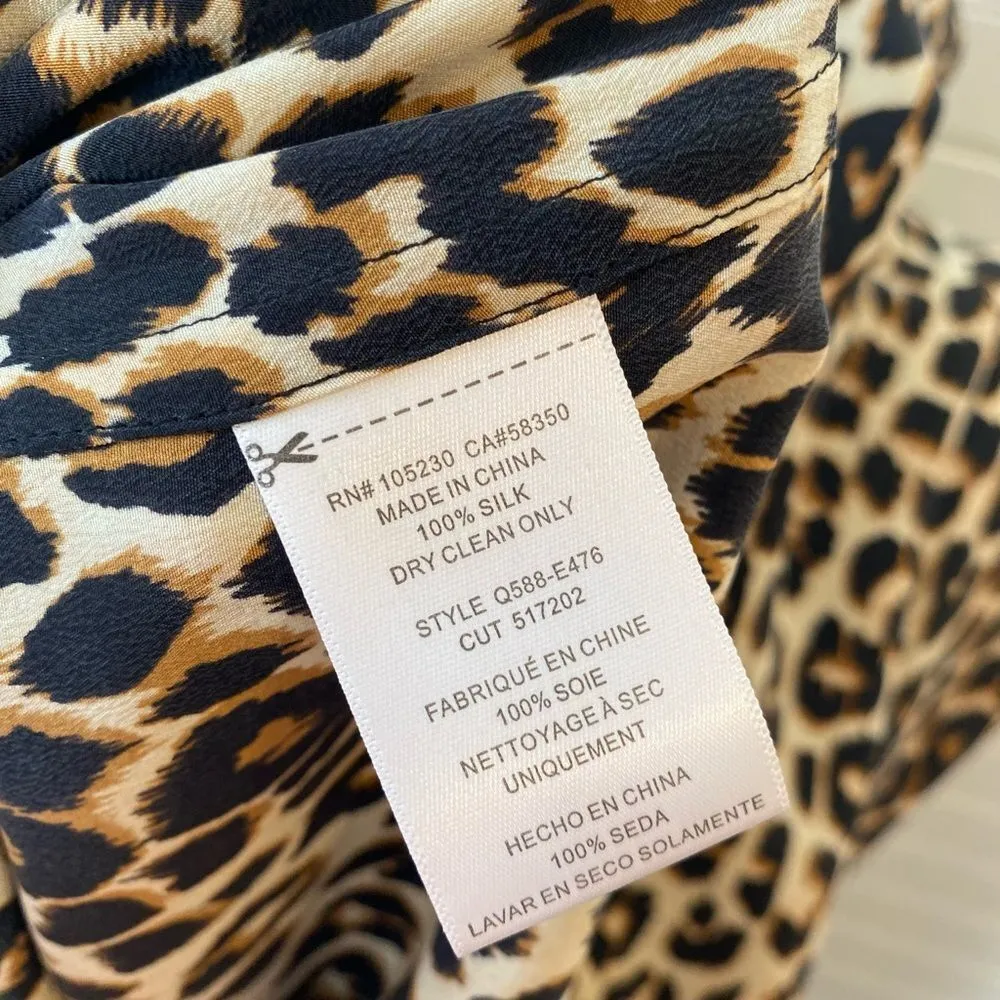 RN# 105230 CA#58350
MADE IN CHINA
100% SILK
DRY CLEAN ONLY
STYLE Q588-E476
CUT 517202
FABRIQUÉ EN CHINE
100% SOIE
NETTOYAGE À SEC
UNIQUEMENT
HECHO EN CHINA
100% SEDA
LAVAR EN SECO SOLAMENTE